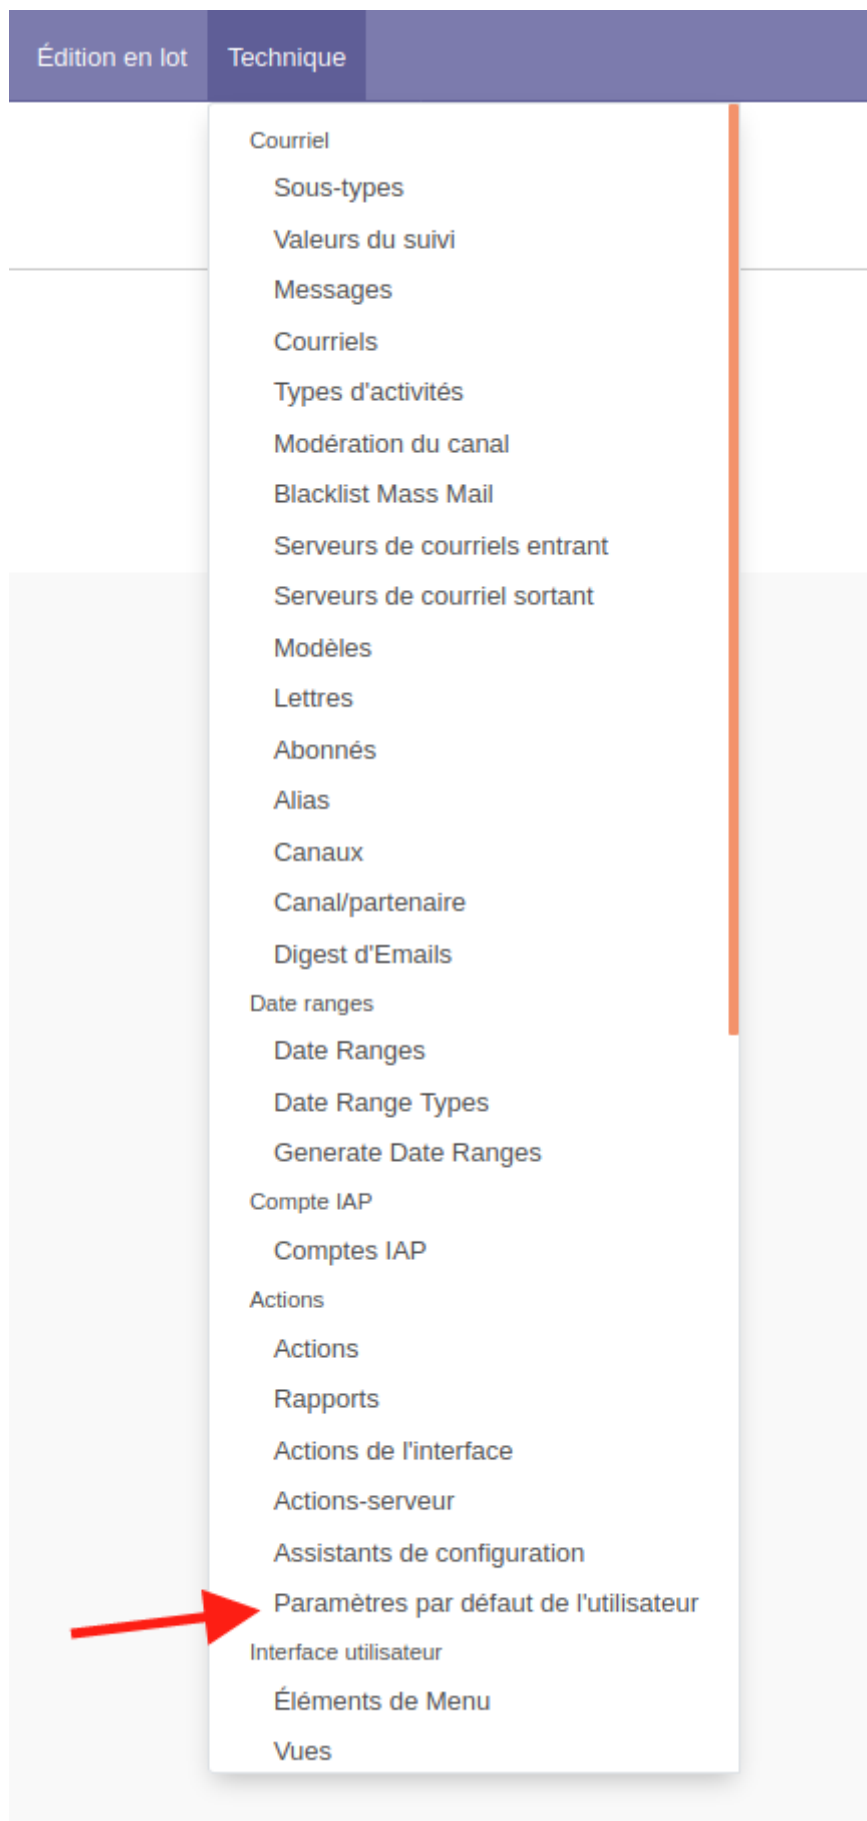 Édition en lot Technique
Courriel
Sous-types
Valeurs du suivi
Messages
Courriels
Types d'activités
Modération du canal
Blacklist Mass Mail
Serveurs de courriels entrant
Serveurs de courriel sortant
Modèles
Lettres
Abonnés
Alias
Canaux
Canal/partenaire
Digest d'Emails
Date ranges
Date Ranges
Date Range Types
Generate Date Ranges
Compte IAP
Comptes IAP
Actions
Actions
Rapports
Actions de l'interface
Actions-serveur
Assistants de configuration
Paramètres par défaut de l'utilisateur
Interface utilisateur
Éléments de Menu
Vues